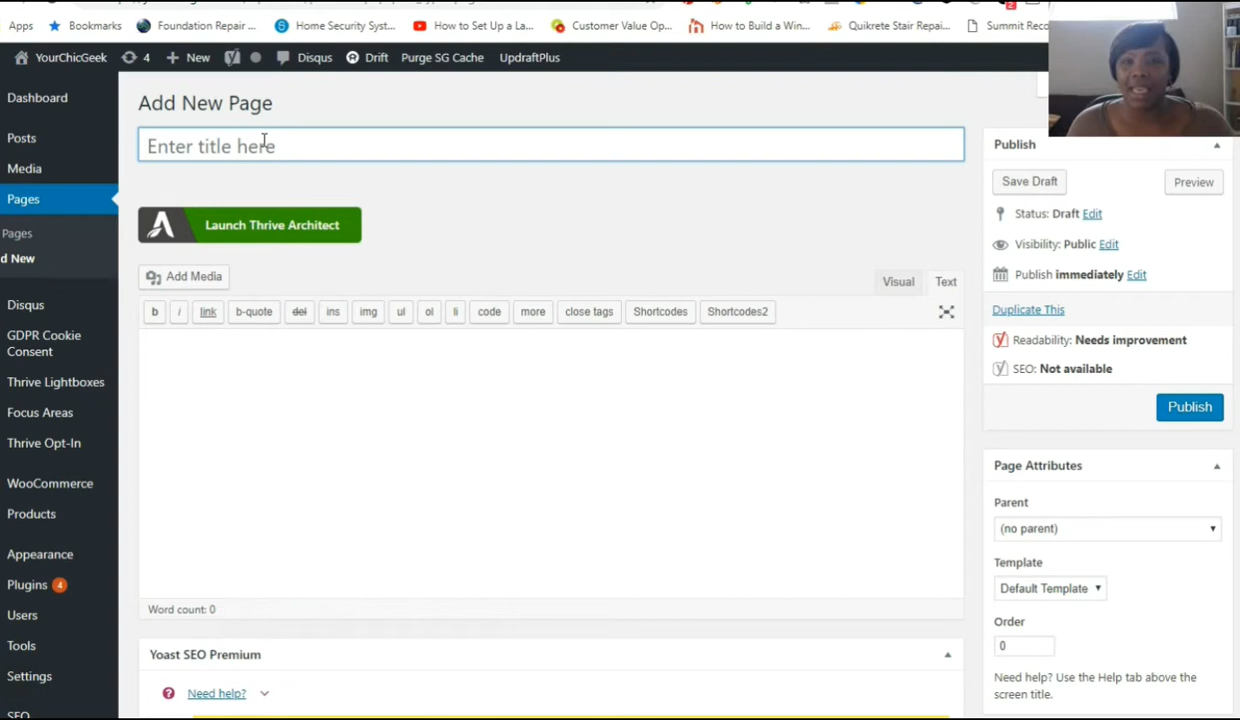 Apps
Bookmarks
Foundation Repair ...
Home Security Syst...
How to Set Up a La...
Customer Value Op...
How to Build a Win...
Quikrete Stair Repair...
Summit Reco
2
YourChicGeek
4
New
Disqus
Drift
Purge SG Cache
UpdraftPlus
Dashboard
Posts
Media
Pages
Pages
d New
Disqus
GDPR Cookie
Consent
Thrive Lightboxes
Focus Areas
Thrive Opt-In
WooCommerce
Products
Appearance
Plugins 4
Users
Tools
Settings
SEO
Add New Page
Enter title here
Launch Thrive Architect
Add Media
Visual
Text
b
i
link
b-quote
del
ins
img
ul
ol
li
code
more
close tags
Shortcodes
Shortcodes2
Word count: 0
Yoast SEO Premium
Need help?
Publish
Save Draft
Preview
Status: Draft Edit
Visibility: Public Edit
Publish immediately Edit
Duplicate This
Readability: Needs improvement
SEO: Not available
Publish
Page Attributes
Parent
(no parent)
Template
Default Template
Order
0
Need help? Use the Help tab above the
screen title.